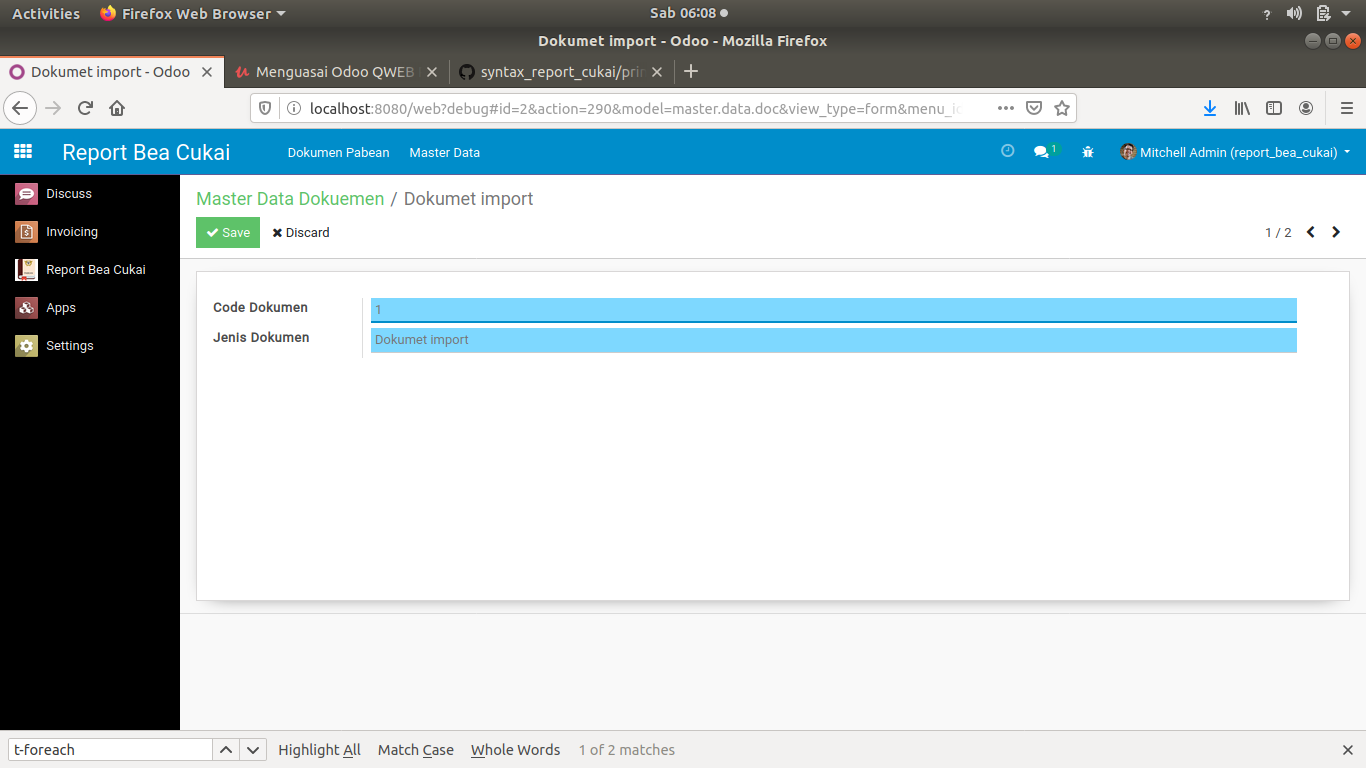 Activities Firefox Web Browser Sab 06:08
Dokumet import - Odoo - Mozilla Firefox
Dokumet import - Odoo Menguasai Odoo QWEB syntax_report_cukai/prin
localhost:8080/web?debug#id=2&action=290&model=master.data.doc&view_type=form&menu_i
Report Bea Cukai Dokumen Pabean Master Data 1 Mitchell Admin (report_bea_cukai)
Discuss
Invoicing
Report Bea Cukai
Apps
Settings
Master Data Dokuemen / Dokumet import
Save Discard 1 / 2
Code Dokumen 1
Jenis Dokumen Dokumet import
t-foreach Highlight All Match Case Whole Words 1 of 2 matches